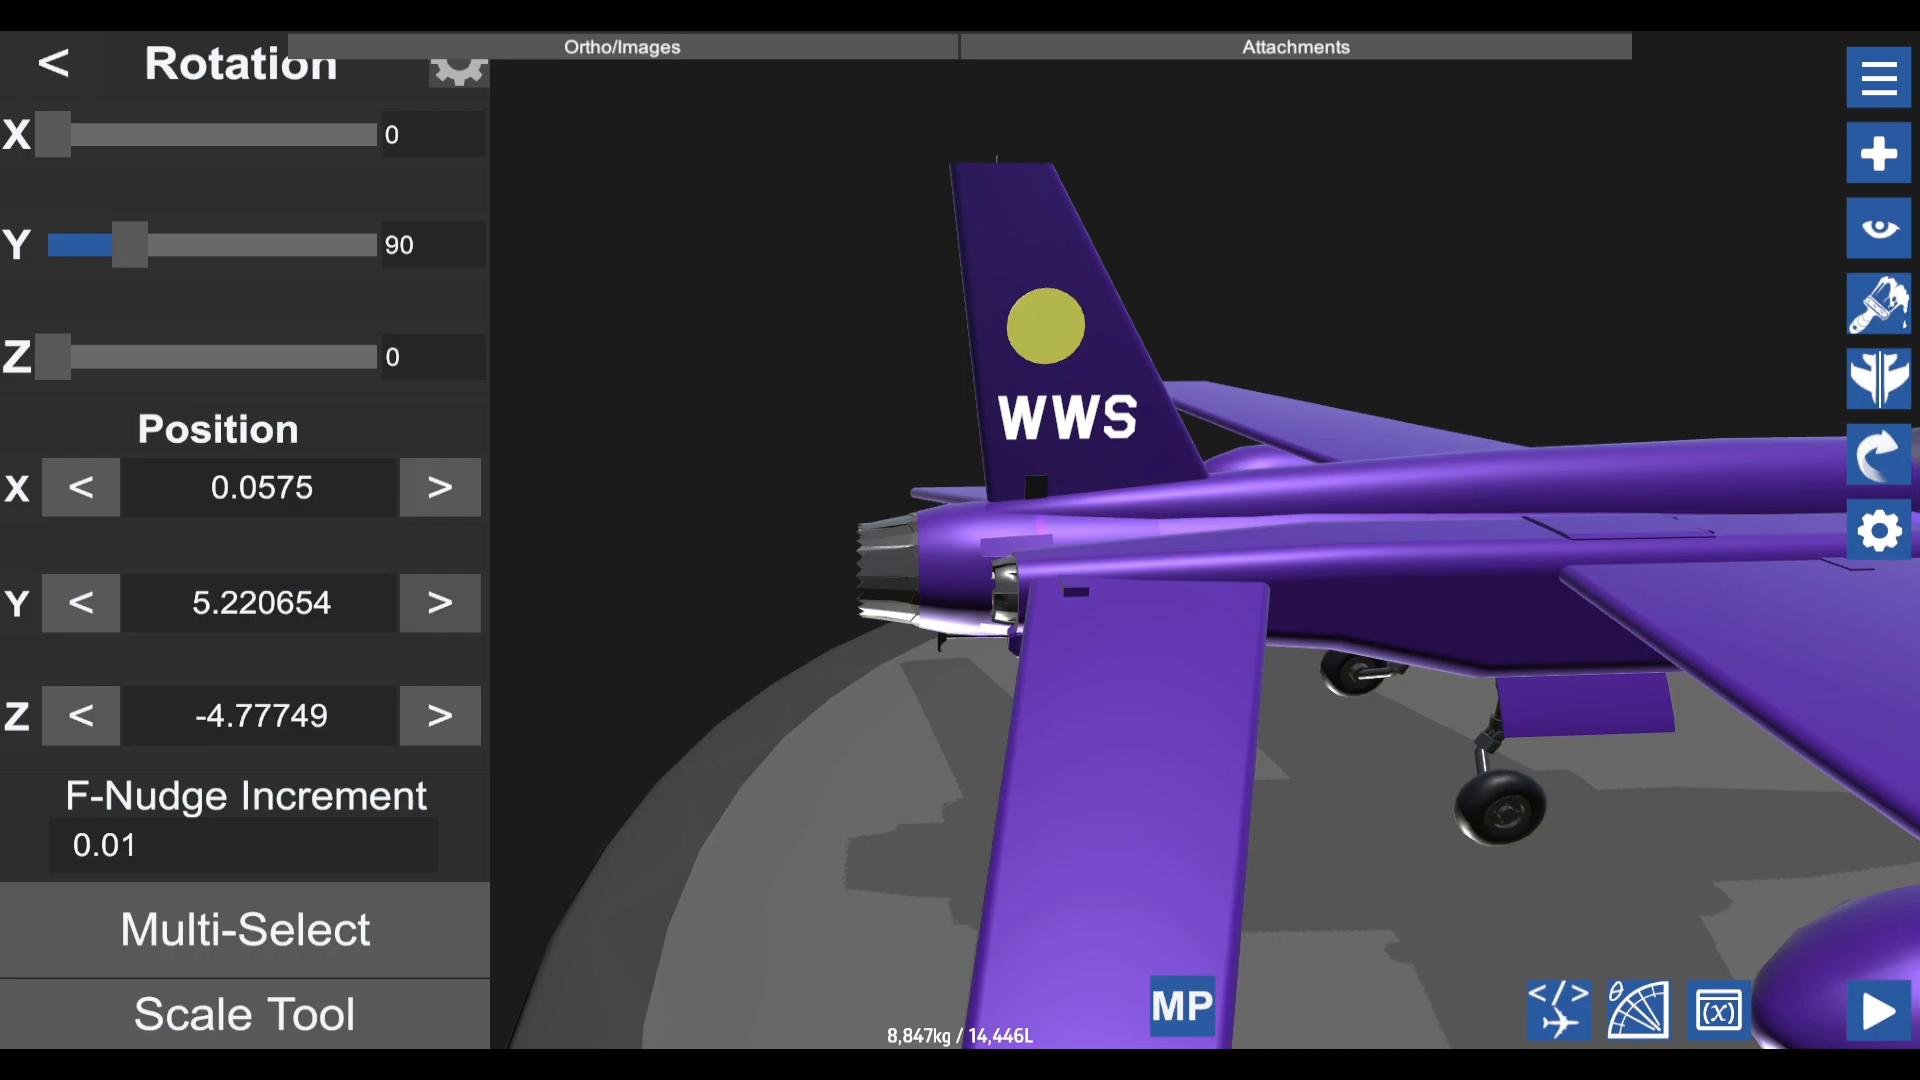 Ortho/Images
Attachments
< Rotation
X 0
Y 90
Z 0
Position
X < 0.0575 >
Y < 5.220654 >
Z < -4.77749 >
F-Nudge Increment
0.01
Multi-Select
Scale Tool
WWS
MP
8,847kg / 14,446L
</>
θ
(x)